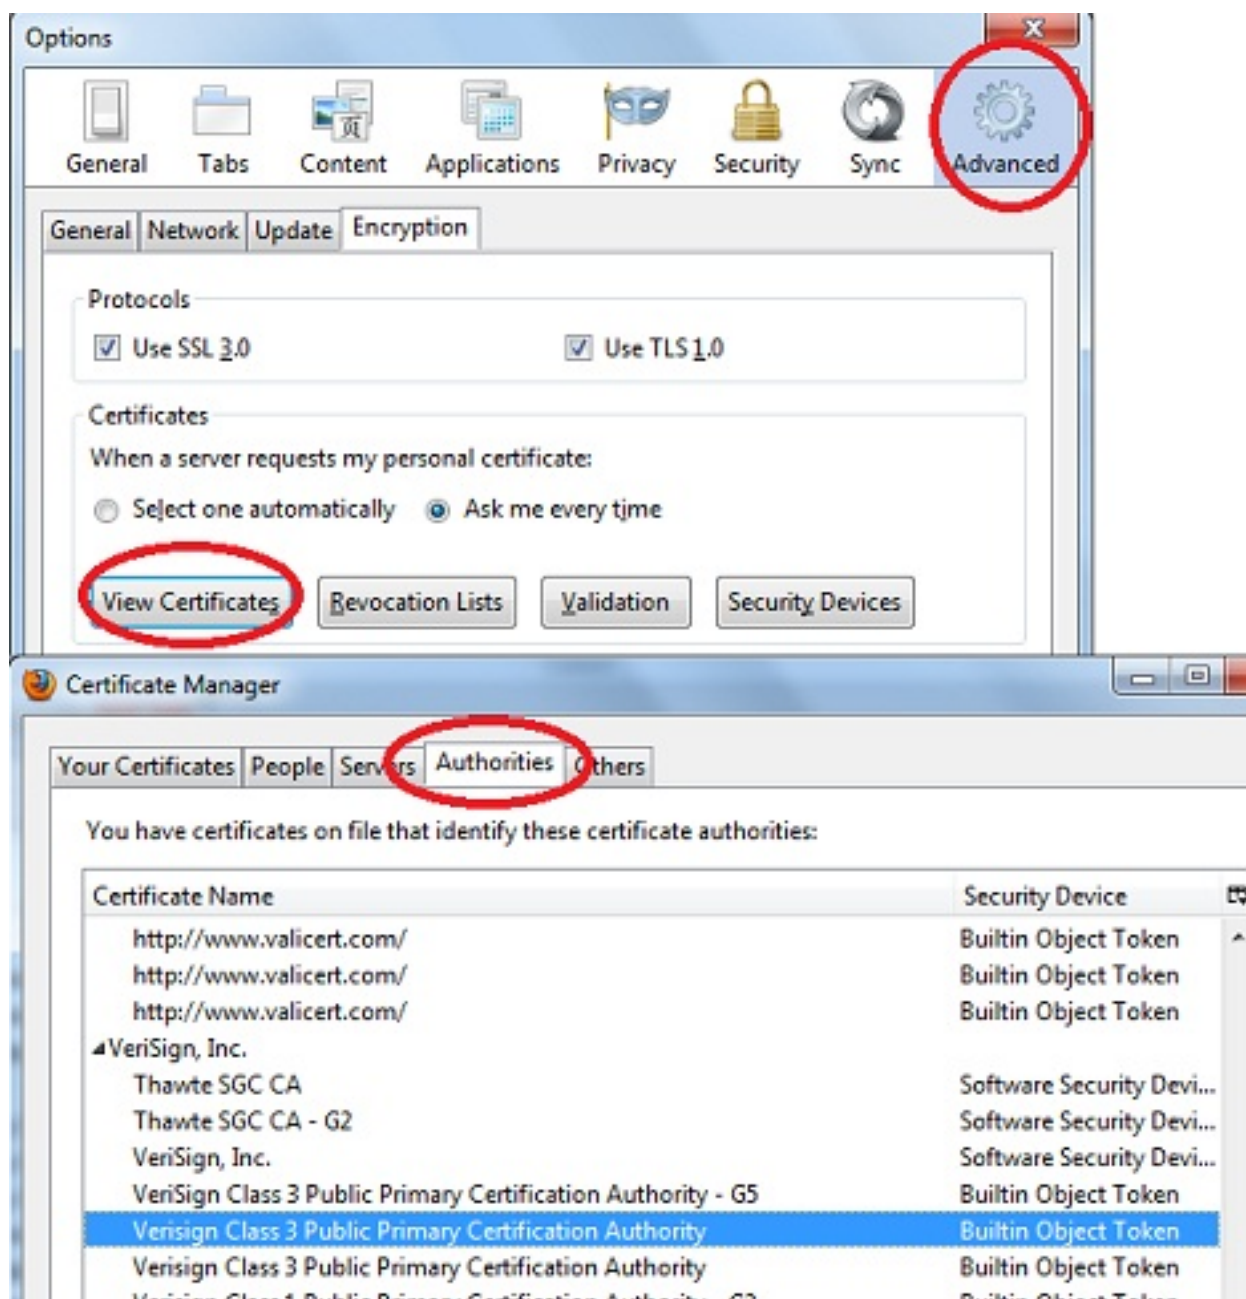 Options
General Tabs Content Applications Privacy Security Sync Advanced
General Network Update Encryption
Protocols
Use SSL 3.0 Use TLS 1.0
Certificates
When a server requests my personal certificate:
Select one automatically Ask me every time
View Certificates Revocation Lists Validation Security Devices
Certificate Manager
Your Certificates People Servers Authorities Others
You have certificates on file that identify these certificate authorities:
Certificate Name Security Device
http://www.valicert.com/ Builtin Object Token
http://www.valicert.com/ Builtin Object Token
http://www.valicert.com/ Builtin Object Token
VeriSign, Inc.
Thawte SGC CA Software Security Devi...
Thawte SGC CA - G2 Software Security Devi...
VeriSign, Inc. Software Security Devi...
VeriSign Class 3 Public Primary Certification Authority - G5 Builtin Object Token
Verisign Class 3 Public Primary Certification Authority Builtin Object Token
Verisign Class 3 Public Primary Certification Authority Builtin Object Token